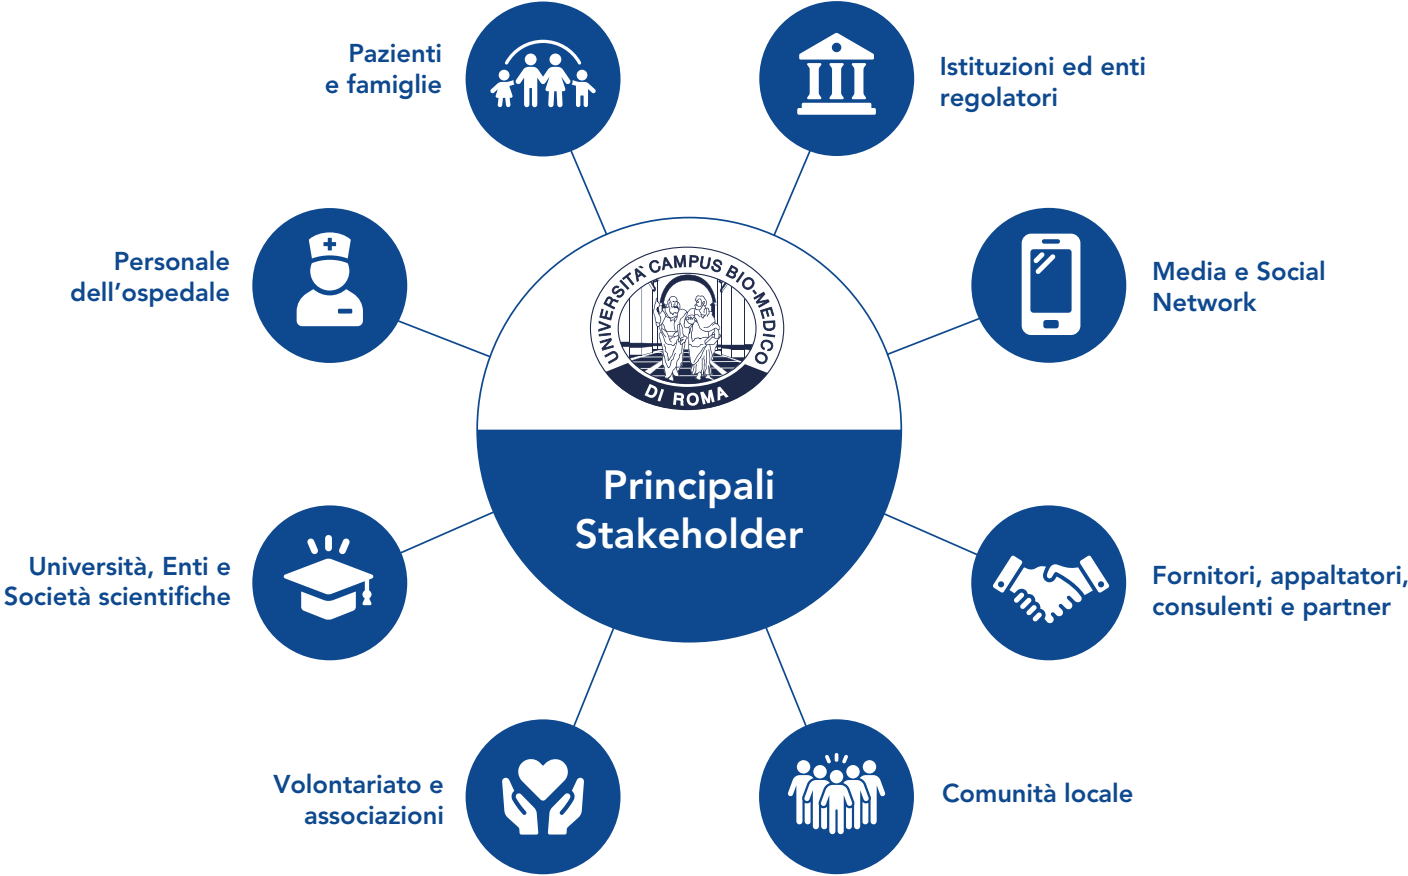 Pazienti
e famiglie
Istituzioni ed enti
regolatori
Personale
dell’ospedale
Media e Social
Network
UNIVERSITÀ CAMPUS BIO-MEDICO
DI ROMA
Principali
Stakeholder
Università, Enti e
Società scientifiche
Fornitori, appaltatori,
consulenti e partner
Volontariato e
associazioni
Comunità locale